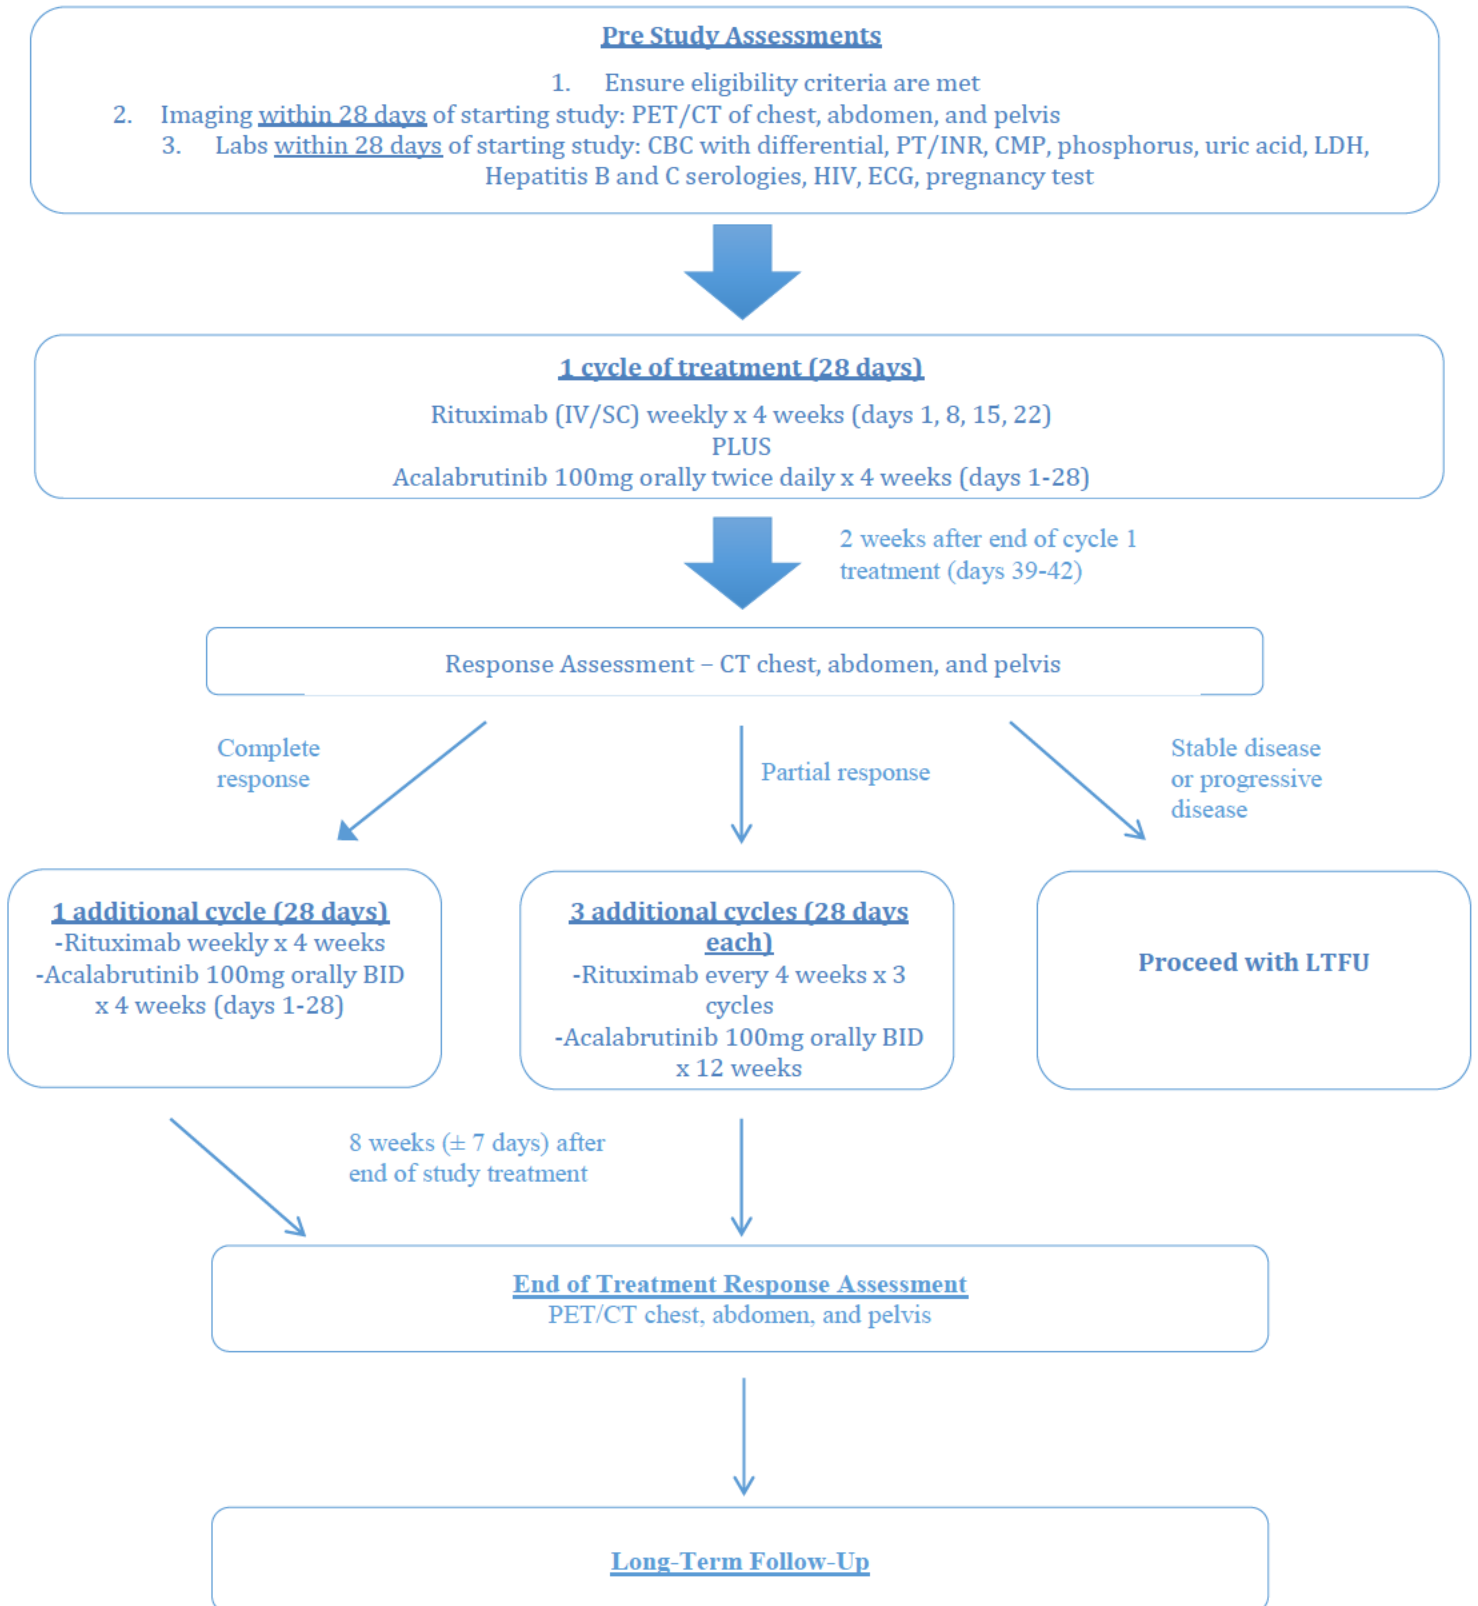 Pre Study Assessments
1. Ensure eligibility criteria are met
2. Imaging within 28 days of starting study: PET/CT of chest, abdomen, and pelvis
3. Labs within 28 days of starting study: CBC with differential, PT/INR, CMP, phosphorus, uric acid, LDH,
Hepatitis B and C serologies, HIV, ECG, pregnancy test
1 cycle of treatment (28 days)
Rituximab (IV/SC) weekly x 4 weeks (days 1, 8, 15, 22)
PLUS
Acalabrutinib 100mg orally twice daily x 4 weeks (days 1-28)
2 weeks after end of cycle 1
treatment (days 39-42)
Response Assessment – CT chest, abdomen, and pelvis
Complete
response
Partial response
Stable disease
or progressive
disease
1 additional cycle (28 days)
-Rituximab weekly x 4 weeks
-Acalabrutinib 100mg orally BID
x 4 weeks (days 1-28)
3 additional cycles (28 days
each)
-Rituximab every 4 weeks x 3
cycles
-Acalabrutinib 100mg orally BID
x 12 weeks
Proceed with LTFU
8 weeks (± 7 days) after
end of study treatment
End of Treatment Response Assessment
PET/CT chest, abdomen, and pelvis
Long-Term Follow-Up